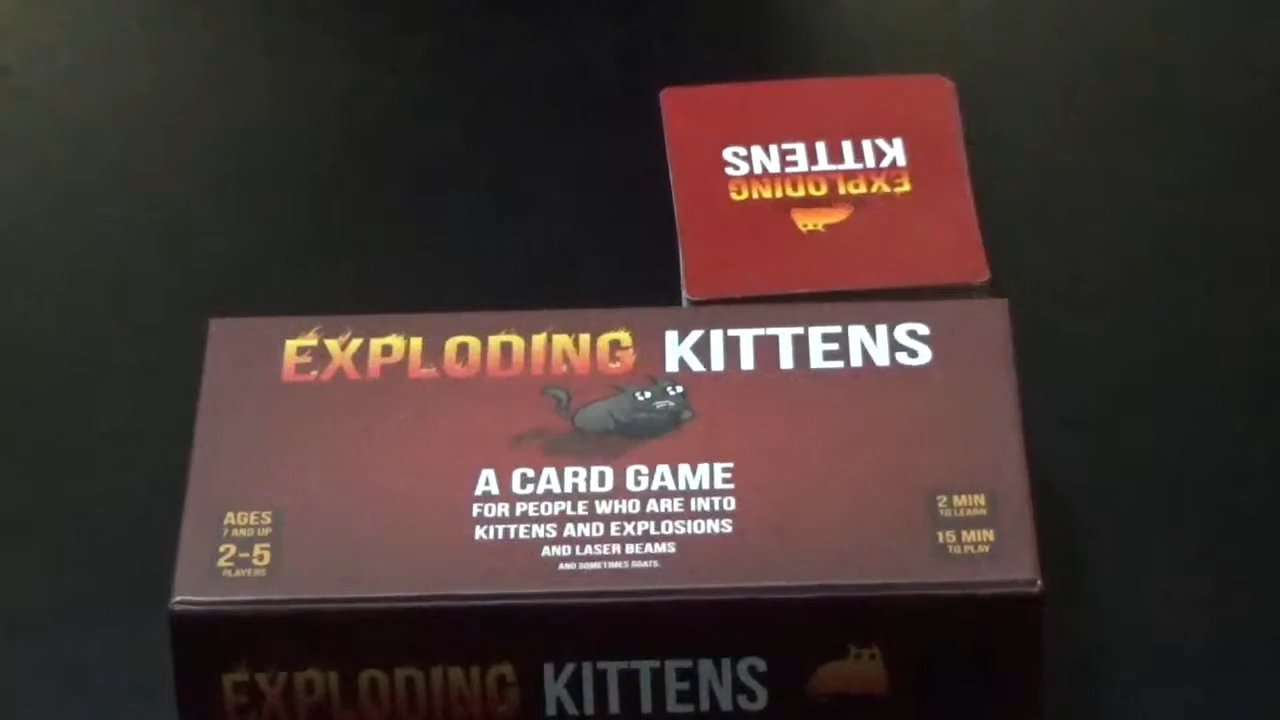 KITTENS
EXPLODING
EXPLODING KITTENS
A CARD GAME
FOR PEOPLE WHO ARE INTO
KITTENS AND EXPLOSIONS
AND LASER BEAMS
AND SOMETIMES GOATS.
AGES
7 AND UP
2-5
PLAYERS
2 MIN
TO LEARN
15 MIN
TO PLAY
EXPLODING KITTENS